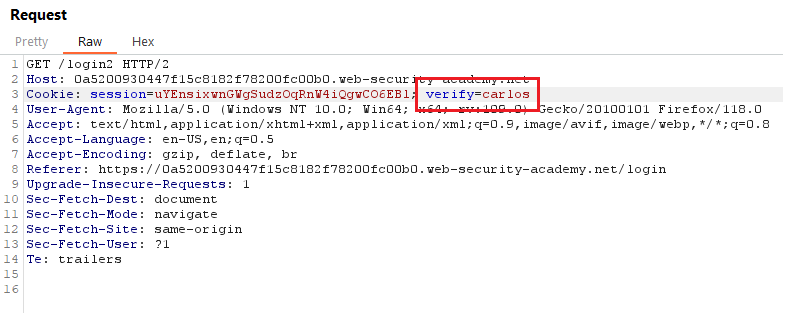 Request
Pretty Raw Hex
1 GET /login2 HTTP/2
2 Host: 0a5200930447f15c8182f78200fc00b0.web-security-academy.net
3 Cookie: session=uYEnsixwnGWgSudzOqRnW4iQgwCO6EBl; verify=carlos
4 User-Agent: Mozilla/5.0 (Windows NT 10.0; Win64; x64; rv:109.0) Gecko/20100101 Firefox/118.0
5 Accept: text/html,application/xhtml+xml,application/xml;q=0.9,image/avif,image/webp,*/*;q=0.8
6 Accept-Language: en-US,en;q=0.5
7 Accept-Encoding: gzip, deflate, br
8 Referer: https://0a5200930447f15c8182f78200fc00b0.web-security-academy.net/login
9 Upgrade-Insecure-Requests: 1
10 Sec-Fetch-Dest: document
11 Sec-Fetch-Mode: navigate
12 Sec-Fetch-Site: same-origin
13 Sec-Fetch-User: ?1
14 Te: trailers
15
16